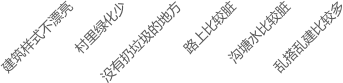 建筑样式不漂亮
村里绿化少
没有扔垃圾的地方
路上比较脏
沟塘水比较脏
乱搭乱建比较多